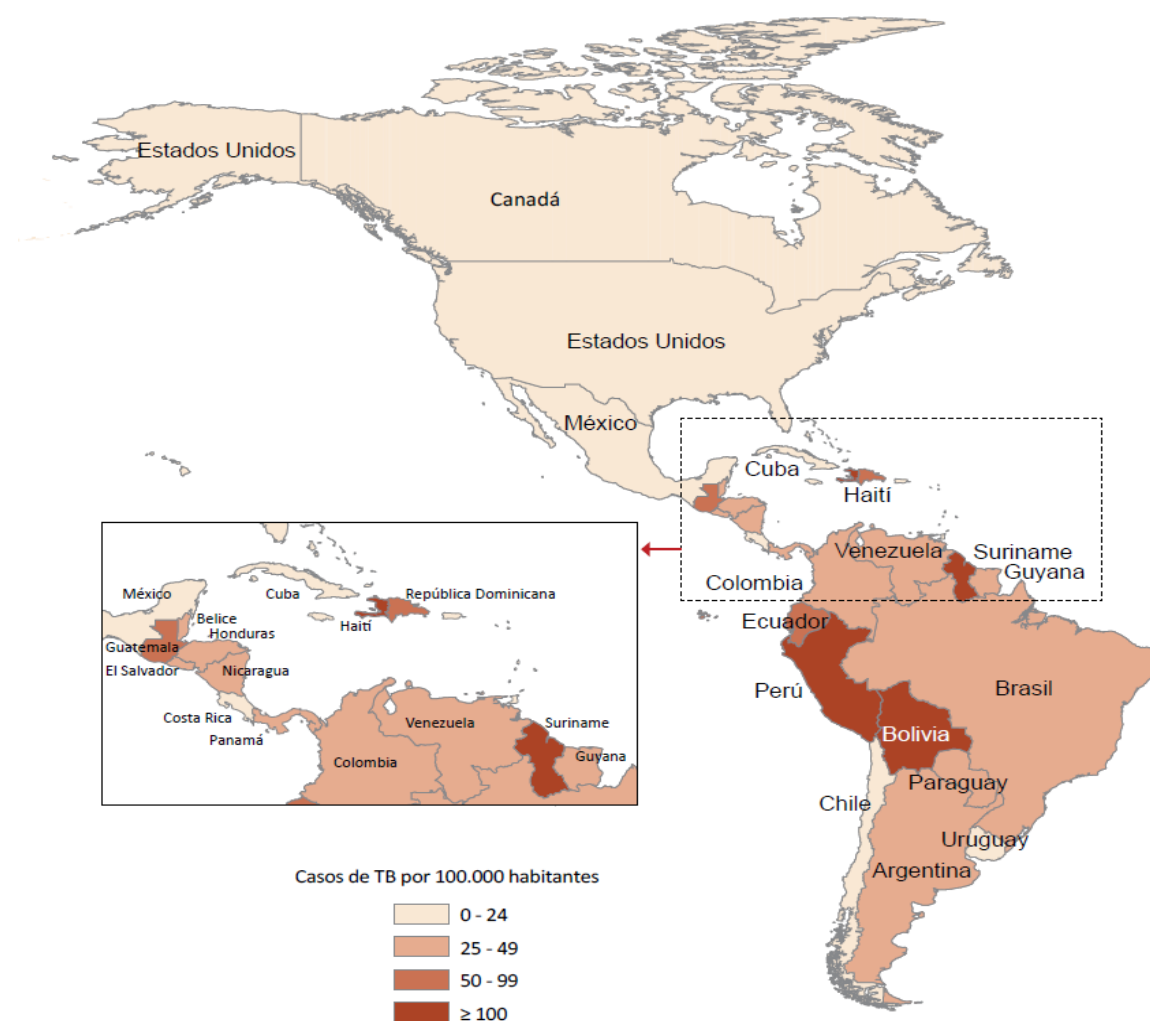 Estados Unidos
Canadá
Estados Unidos
México
Cuba
Haití
Venezuela
Suriname
Guyana
Colombia
Ecuador
Perú
Brasil
Bolivia
Paraguay
Chile
Uruguay
Argentina
México
Cuba
República Dominicana
Haití
Belice
Honduras
Guatemala
El Salvador
Nicaragua
Costa Rica
Panamá
Venezuela
Suriname
Guyana
Colombia
Casos de TB por 100.000 habitantes
0 - 24
25 - 49
50 - 99
≥ 100